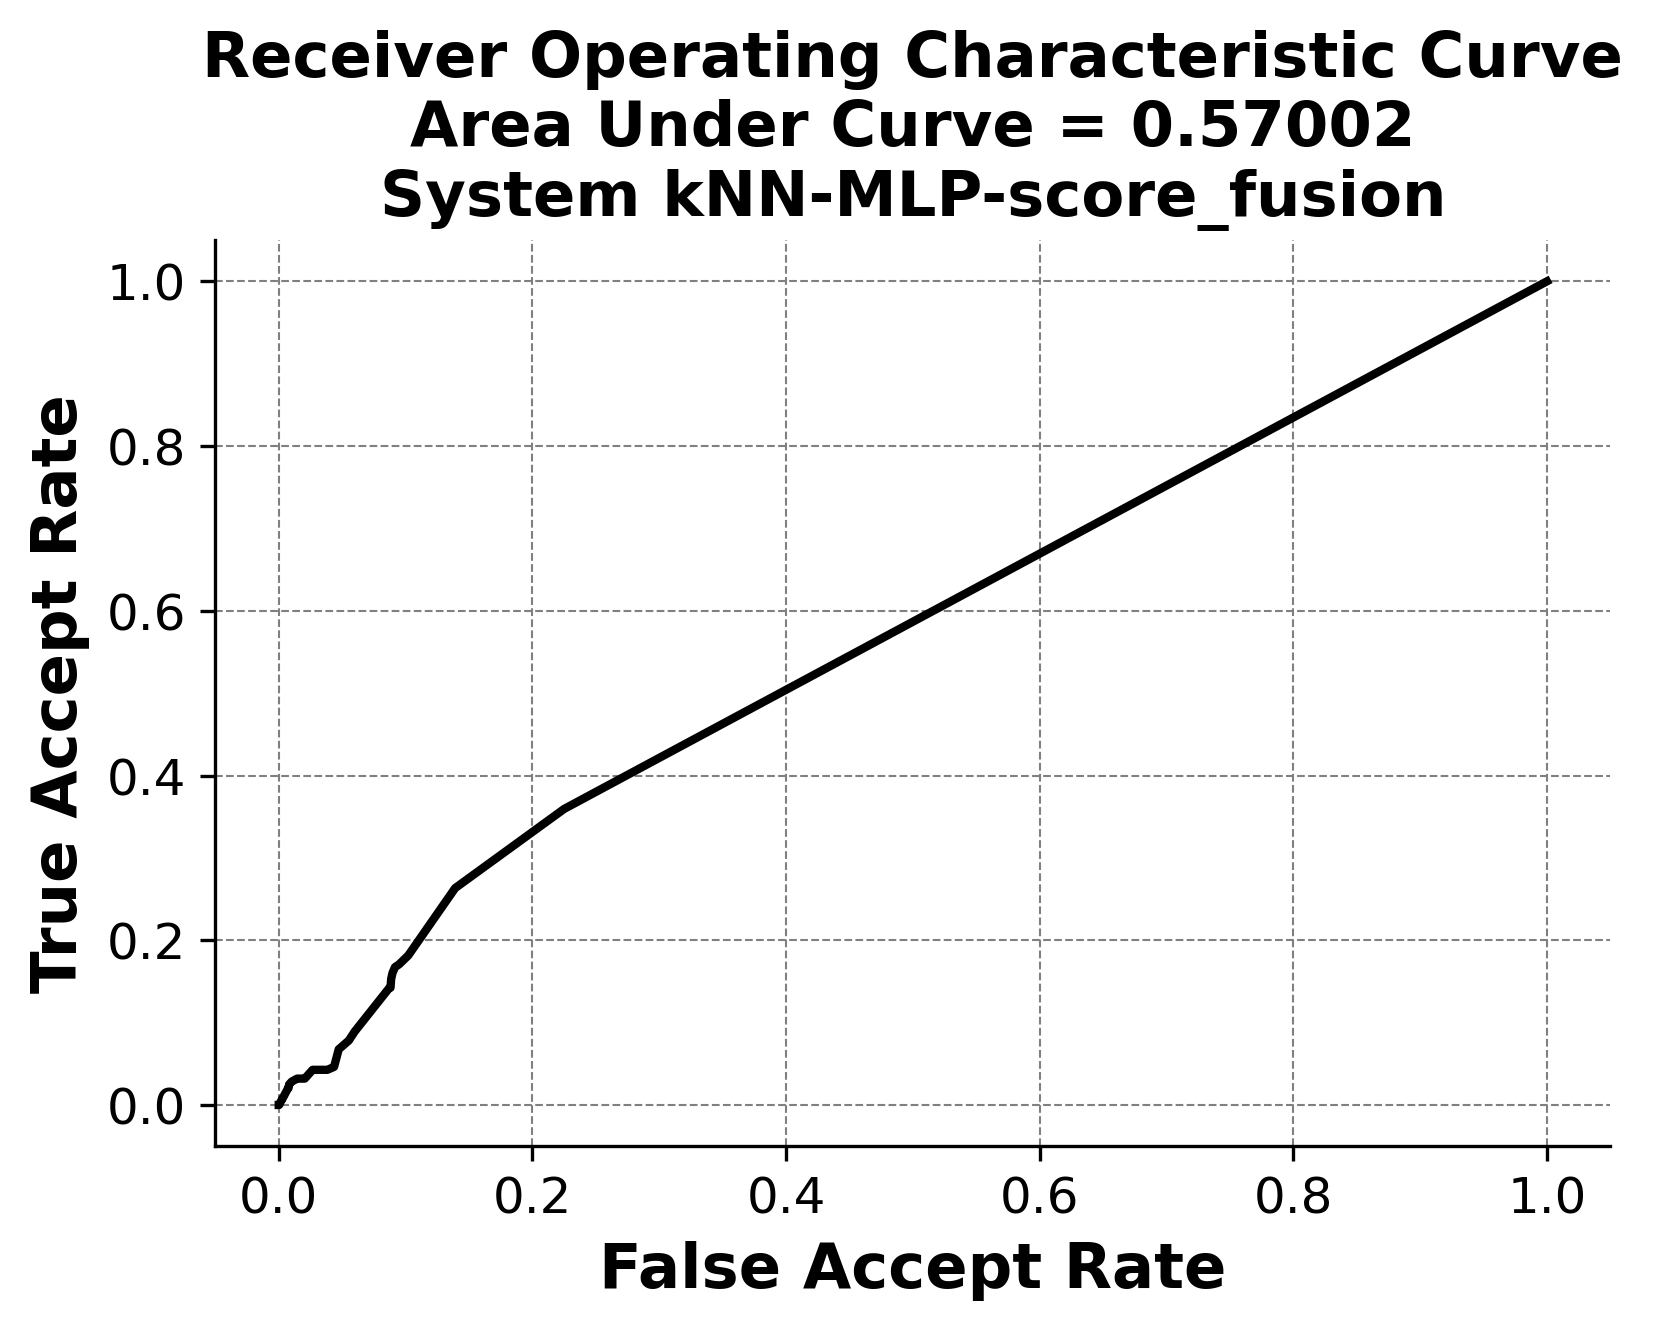 Receiver Operating Characteristic Curve
Area Under Curve = 0.57002
System kNN-MLP-score_fusion
True Accept Rate
1.0
0.8
0.6
0.4
0.2
0.0
0.0 0.2 0.4 0.6 0.8 1.0
False Accept Rate